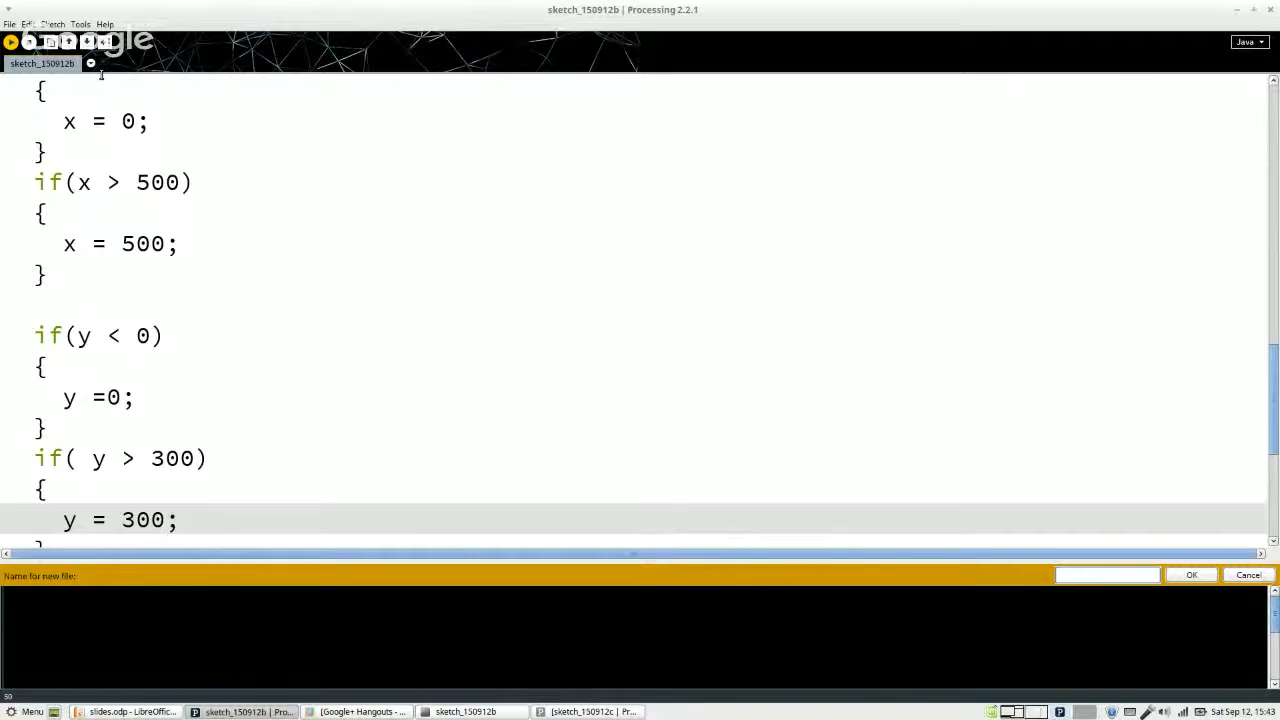 sketch_150912b | Processing 2.2.1
File Edit Sketch Tools Help
Google
Java
sketch_150912b
{
x = 0;
}
if(x > 500)
{
x = 500;
}
if(y < 0)
{
y =0;
}
if( y > 300)
{
y = 300;
Name for new file:
OK
Cancel
50
Menu
slides.odp - LibreOffic...
sketch_150912b | Pro...
[Google+ Hangouts - ...
sketch_150912b
[sketch_150912c | Pr...
Sat Sep 12, 15:43